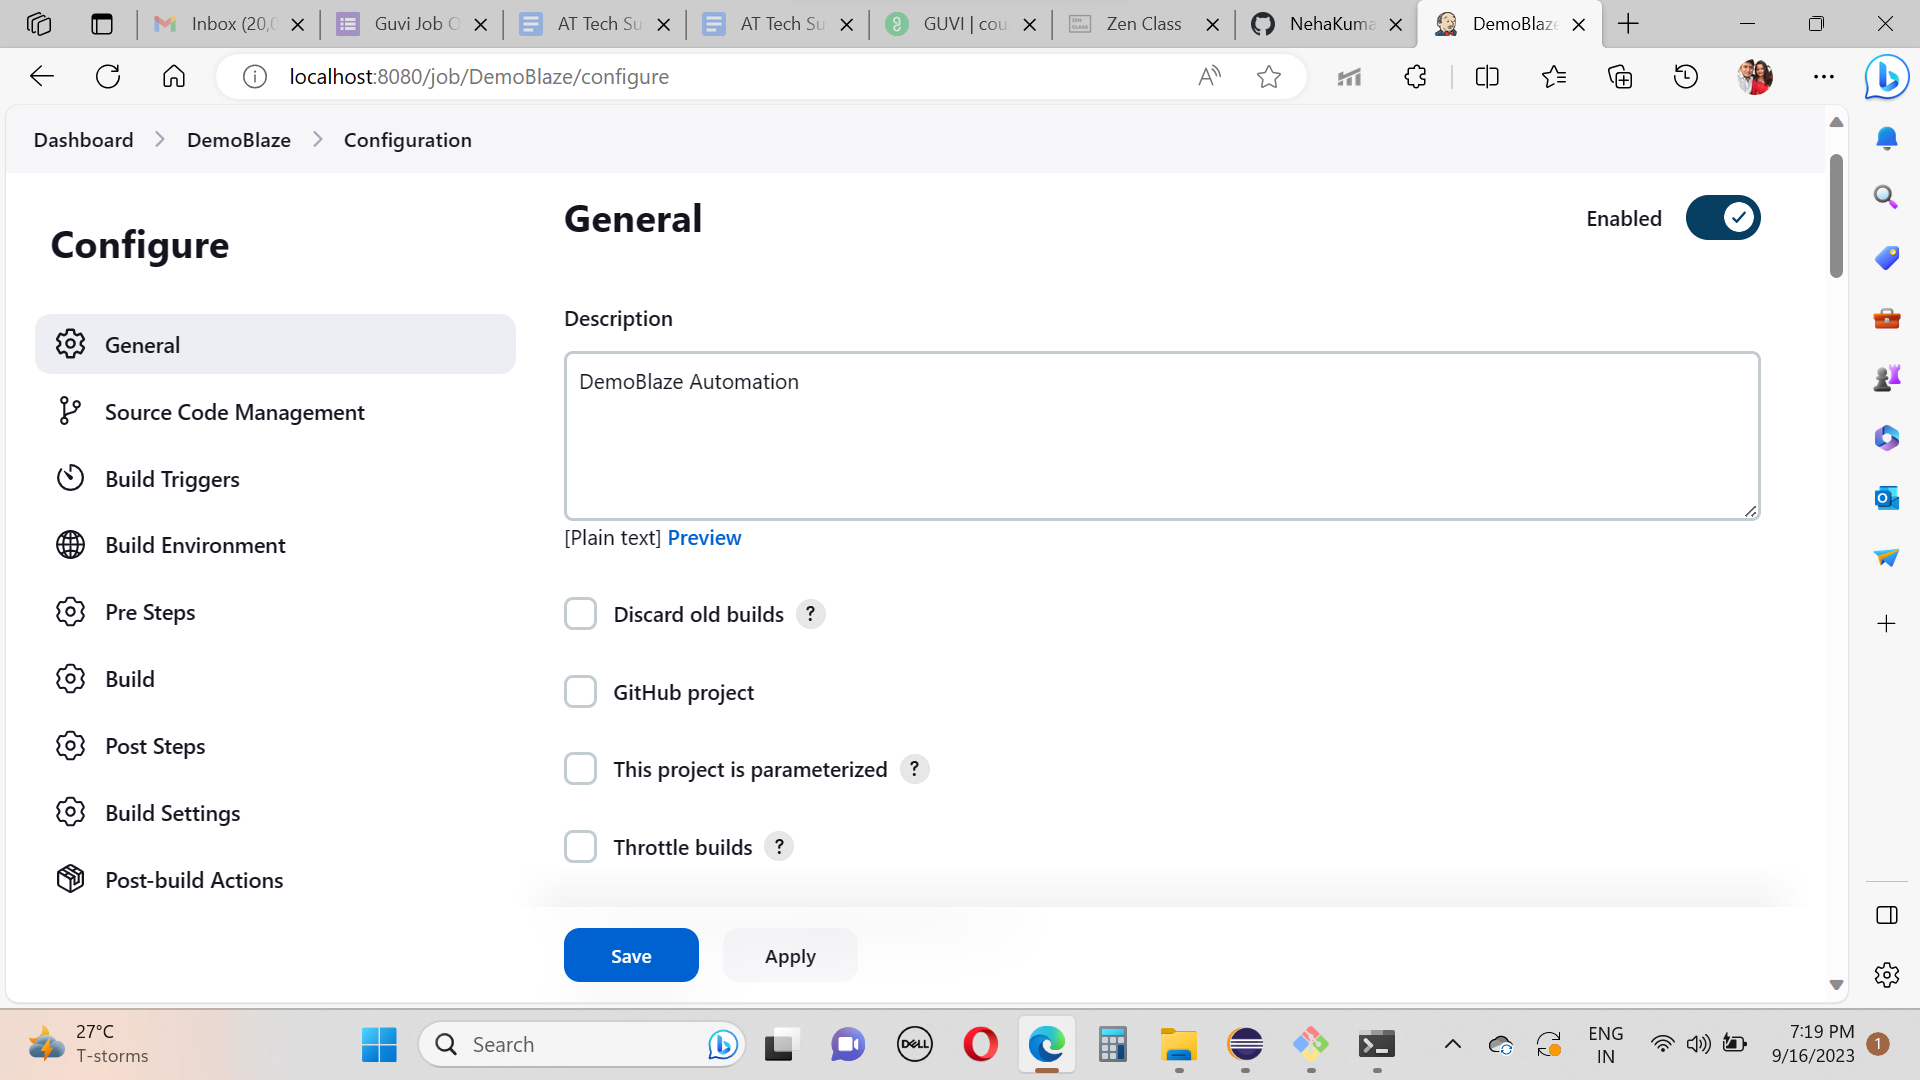 Inbox (20,0
Guvi Job O
AT Tech Su
AT Tech Su
GUVI | cou
Zen Class
NehaKuma
DemoBlaze
localhost:8080/job/DemoBlaze/configure
Dashboard > DemoBlaze > Configuration
Configure
General
Source Code Management
Build Triggers
Build Environment
Pre Steps
Build
Post Steps
Build Settings
Post-build Actions
General
Enabled
Description
DemoBlaze Automation
[Plain text] Preview
Discard old builds ?
GitHub project
This project is parameterized ?
Throttle builds ?
Save
Apply
27°C
T-storms
Search
DELL
ENG
IN
7:19 PM
9/16/2023
1